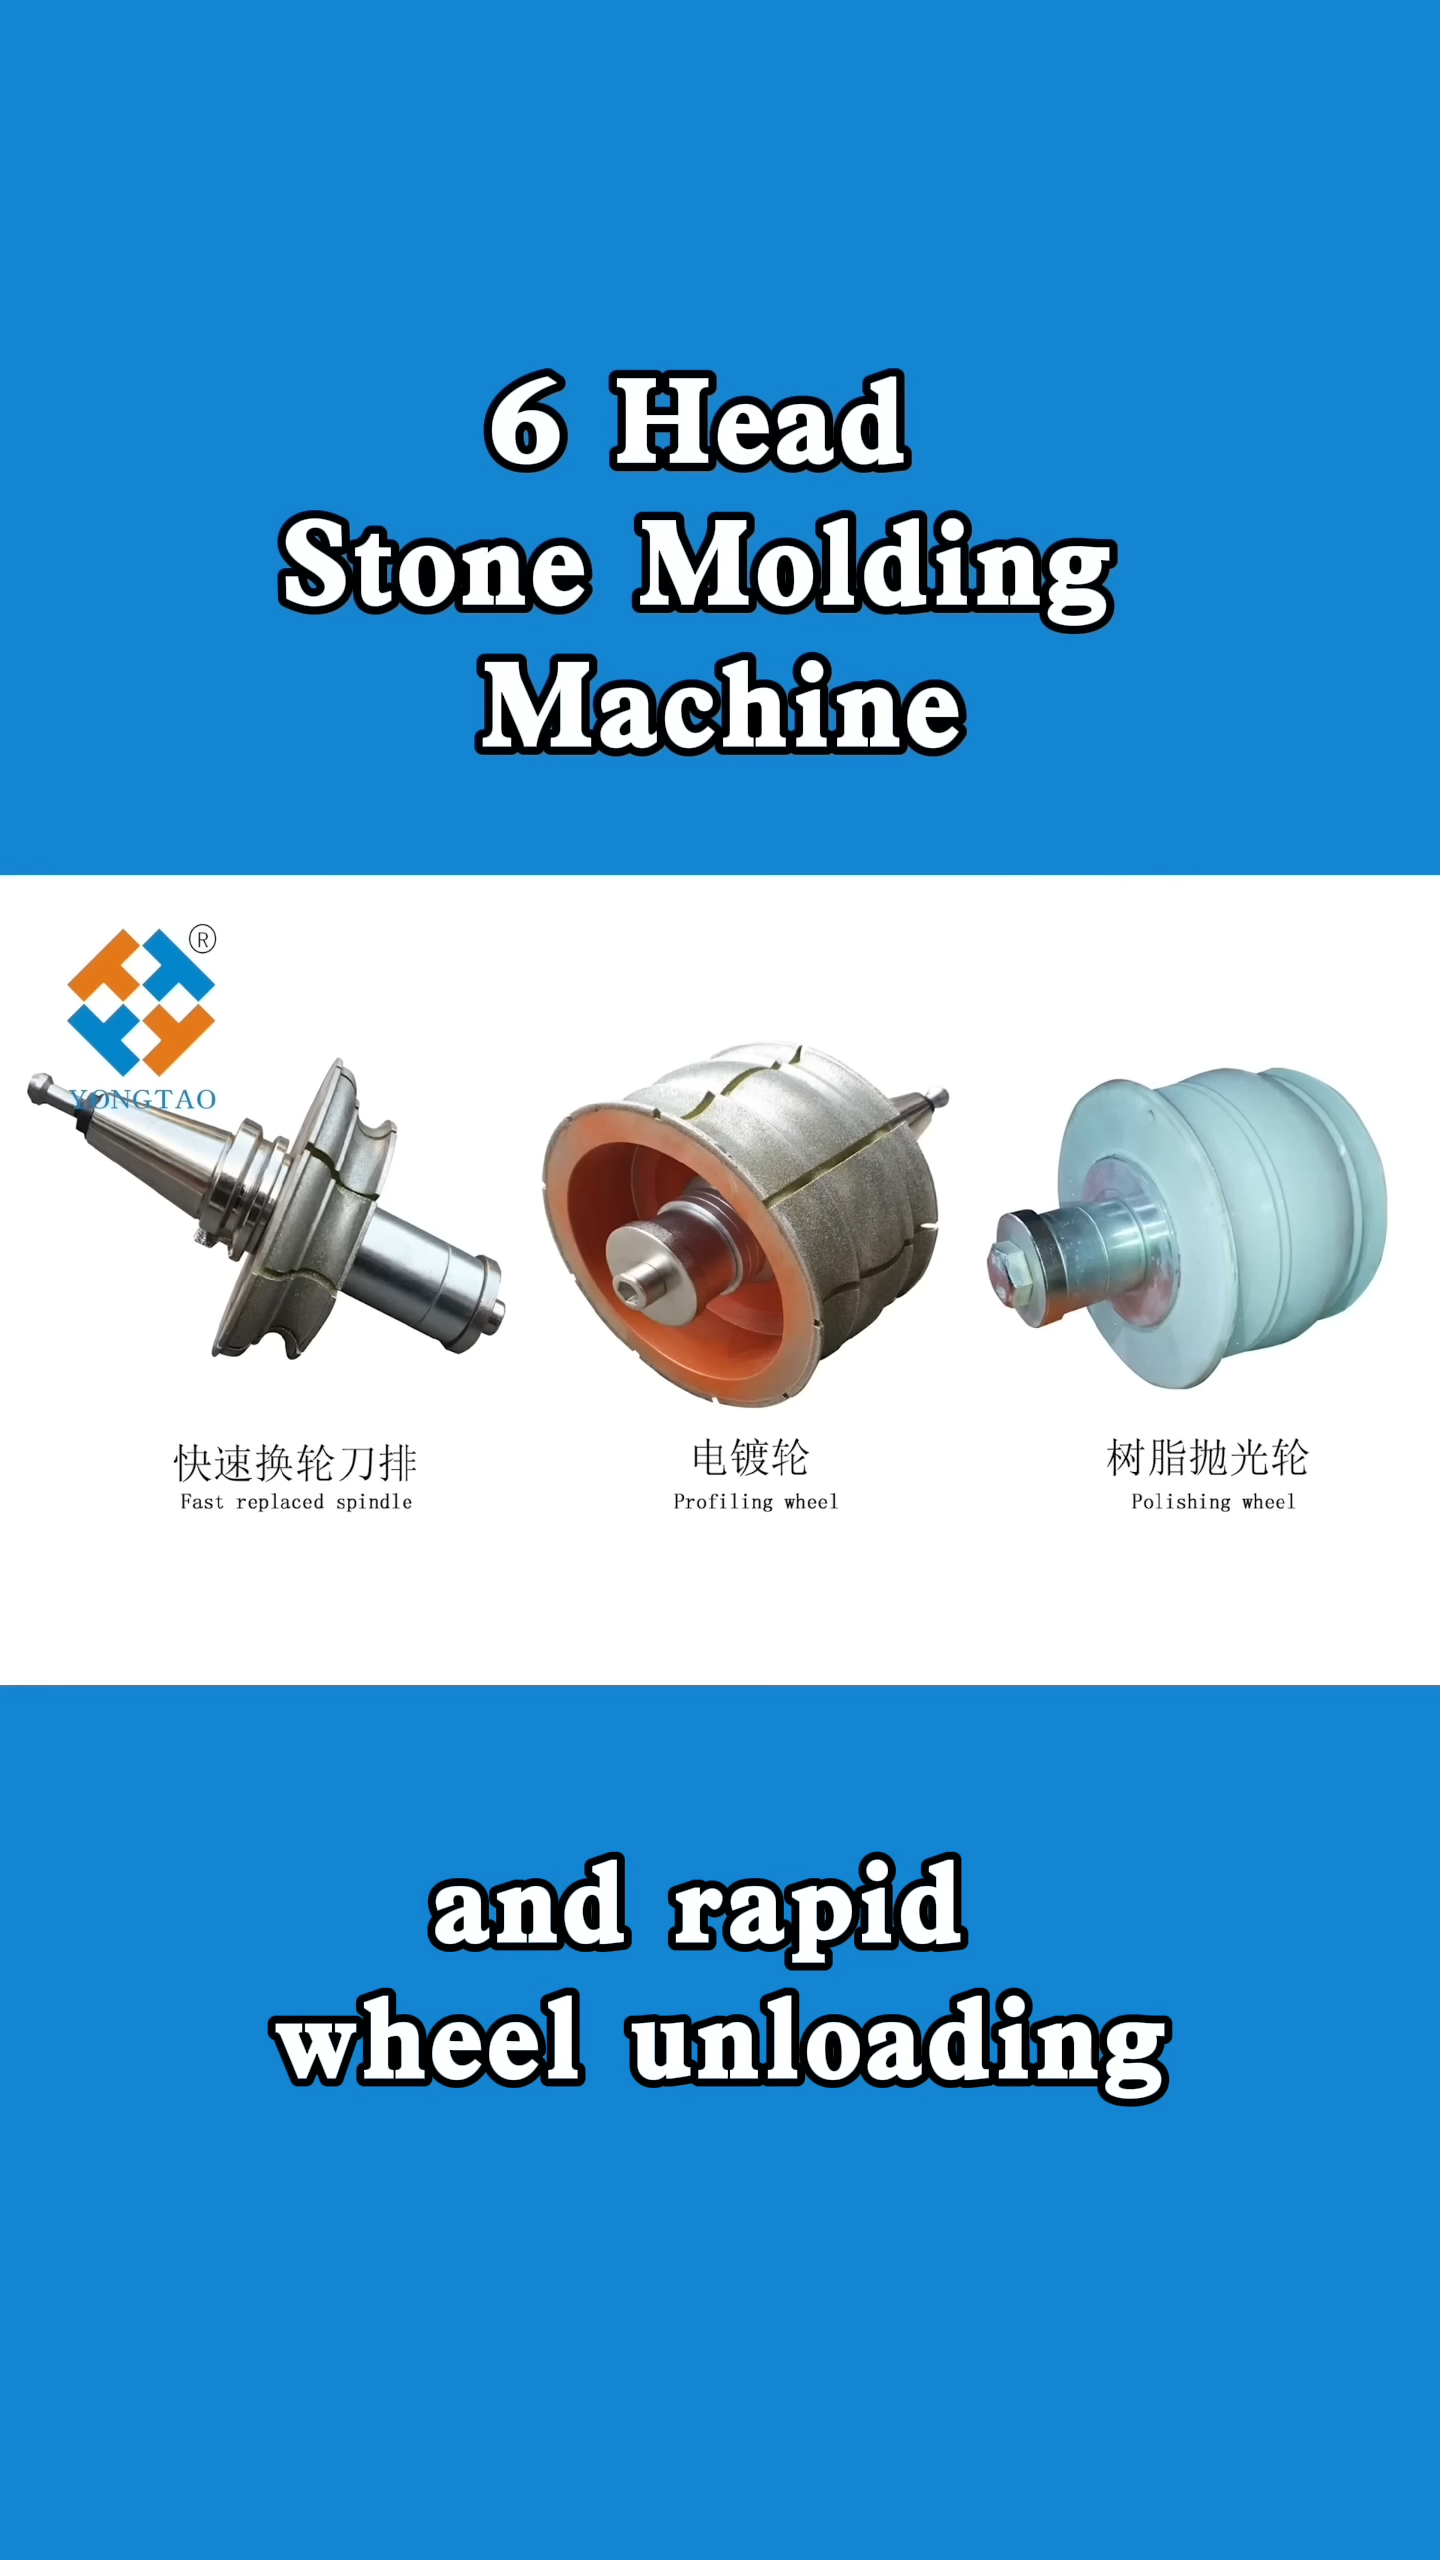 6 Head
Stone Molding
Machine
®
YONGTAO
快速换轮刀排
Fast replaced spindle
电镀轮
Profiling wheel
树脂抛光轮
Polishing wheel
and rapid
wheel unloading